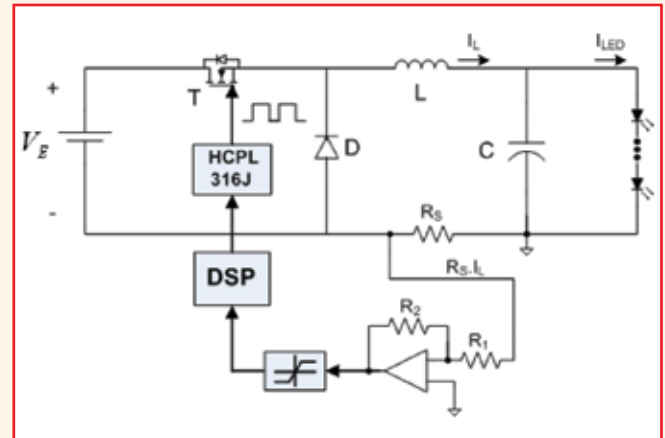 I_L
I_LED
T
L
+
V_E
-
HCPL
316J
D
C
R_S
DSP
R_S.I_L
R_2
R_1